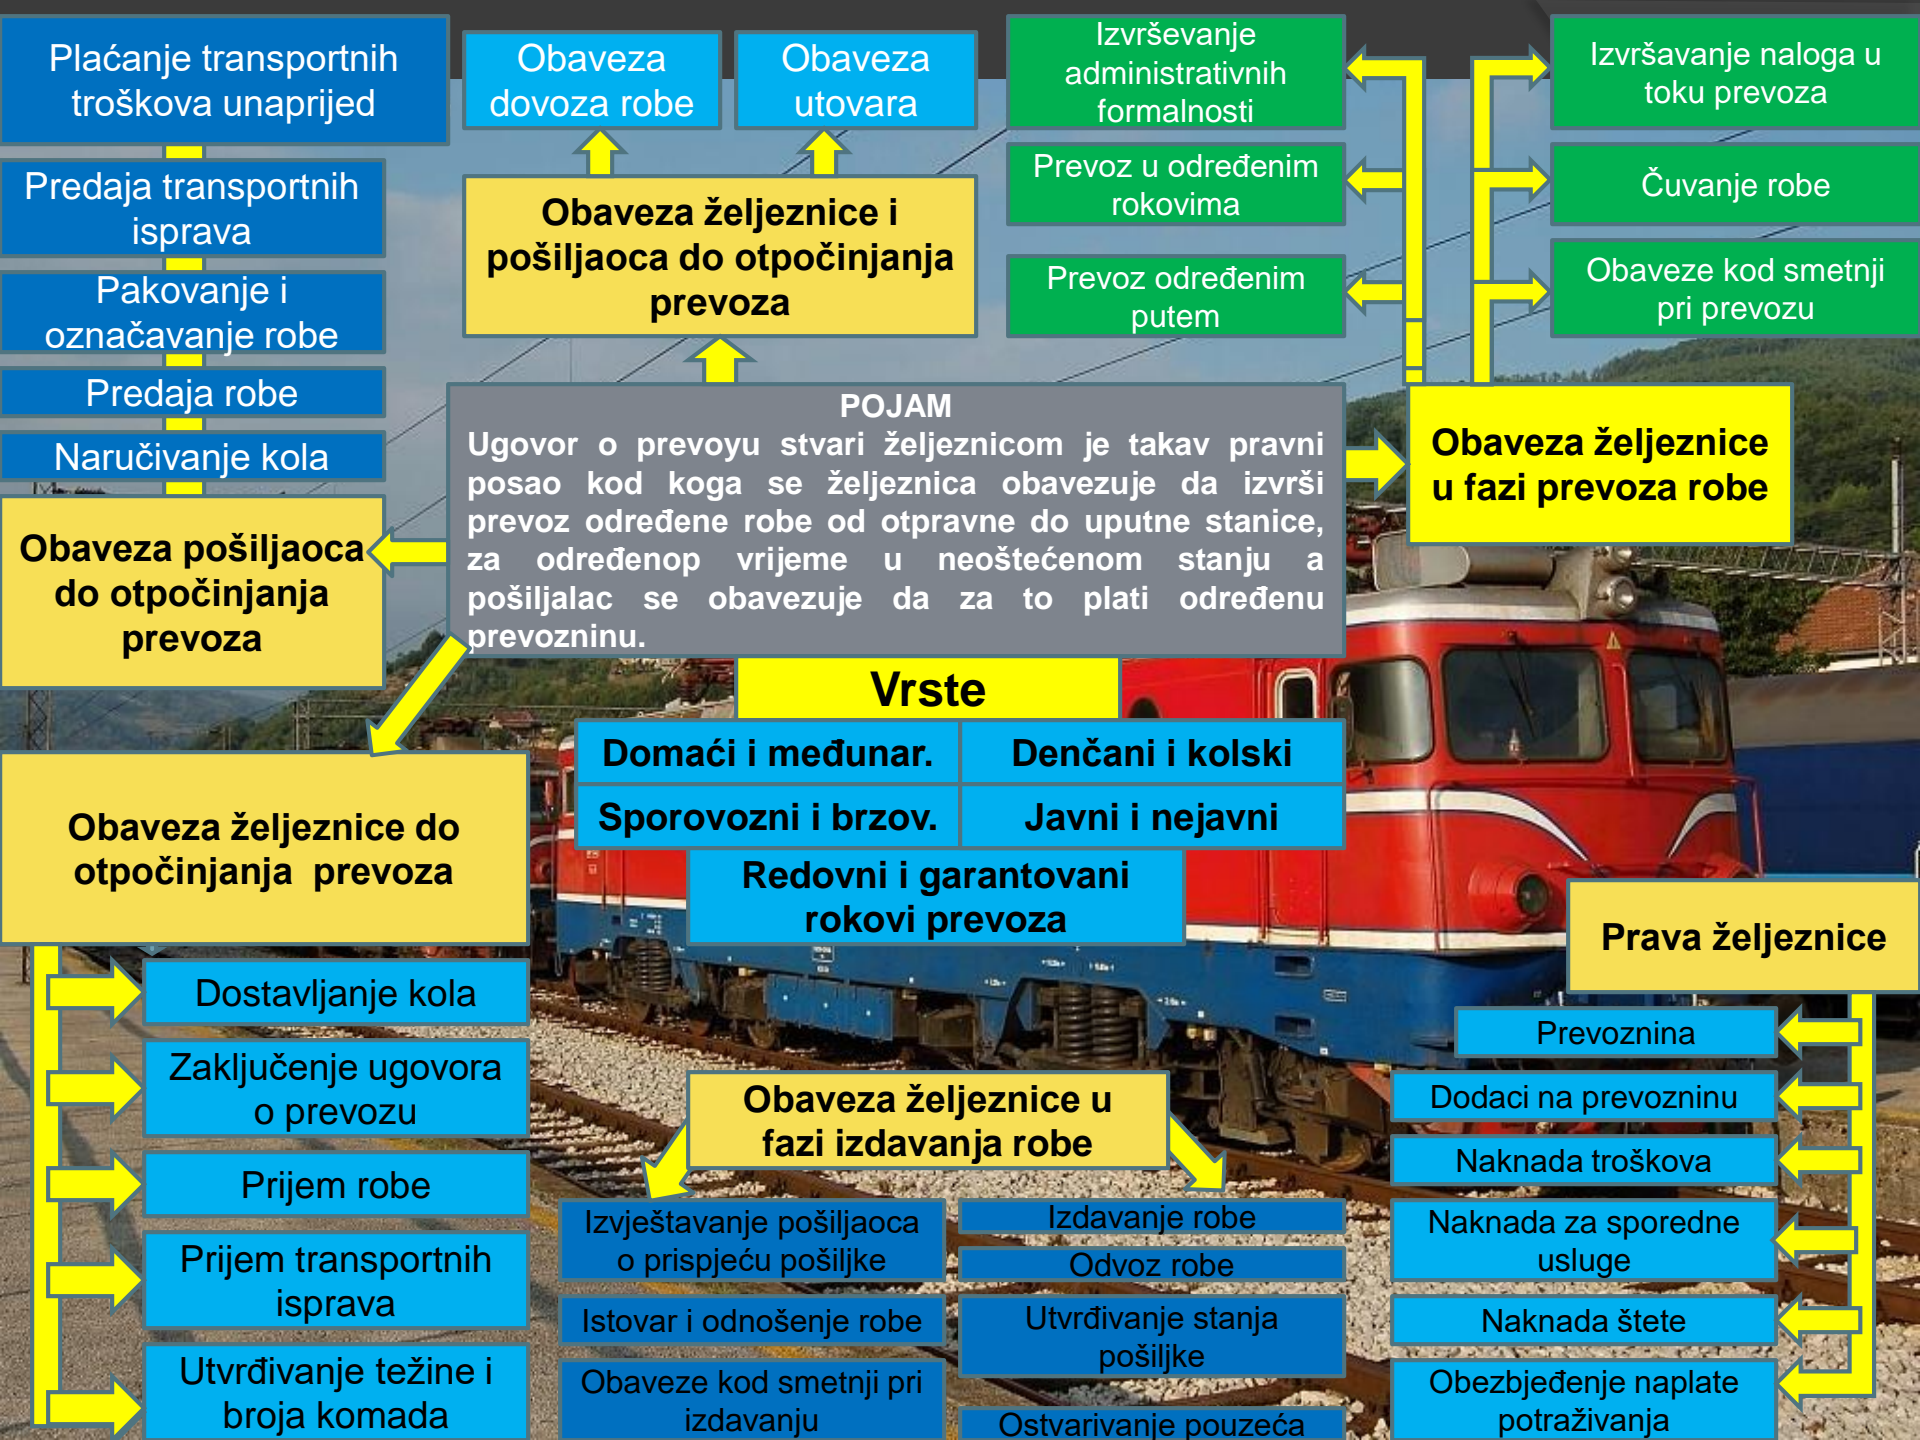 Plaćanje transportnih
troškova unaprijed
Predaja transportnih
isprava
Pakovanje i
označavanje robe
Predaja robe
Naručivanje kola
Obaveza pošiljaoca
do otpočinjanja
prevoza
Obaveza
dovoza robe
Obaveza
utovara
Obaveza željeznice i
pošiljaoca do otpočinjanja
prevoza
Izvrševanje
administrativnih
formalnosti
Prevoz u određenim
rokovima
Prevoz određenim
putem
Izvršavanje naloga u
toku prevoza
Čuvanje robe
Obaveze kod smetnji
pri prevozu
Obaveza željeznice
u fazi prevoza robe
POJAM
Ugovor o prevoyu stvari željeznicom je takav pravni
posao kod koga se željeznica obavezuje da izvrši
prevoz određene robe od otpravne do uputne stanice,
za određenop vrijeme u neoštećenom stanju a
pošiljalac se obavezuje da za to plati određenu
prevozninu.
Vrste
Domaći i međunar.
Denčani i kolski
Sporovozni i brzov.
Javni i nejavni
Redovni i garantovani
rokovi prevoza
Obaveza željeznice do
otpočinjanja prevoza
Dostavljanje kola
Zaključenje ugovora
o prevozu
Prijem robe
Prijem transportnih
isprava
Utvrđivanje težine i
broja komada
Obaveza željeznice u
fazi izdavanja robe
Izvještavanje pošiljaoca
o prispjeću pošiljke
Istovar i odnošenje robe
Obaveze kod smetnji pri
izdavanju
Izdavanje robe
Odvoz robe
Utvrđivanje stanja
pošiljke
Ostvarivanje pouzeća
Prava željeznice
Prevoznina
Dodaci na prevozninu
Naknada troškova
Naknada za sporedne
usluge
Naknada štete
Obezbjeđenje naplate
potraživanja